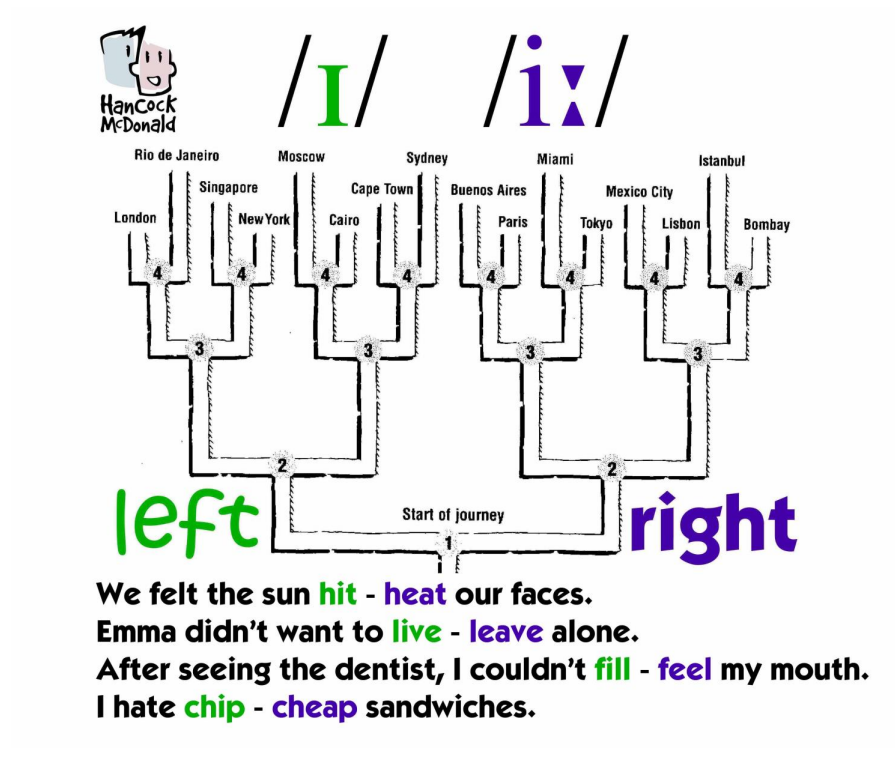 HanCock
McDonald
/ɪ/ /iː/
Rio de Janeiro Moscow Sydney Miami Istanbul
Singapore Cape Town Buenos Aires Mexico City
London New York Cairo Paris Tokyo Lisbon Bombay
4 4 4 4 4 4 4 4
3 3 3 3
2 2
left Start of journey right
1
We felt the sun hit - heat our faces.
Emma didn't want to live - leave alone.
After seeing the dentist, I couldn't fill - feel my mouth.
I hate chip - cheap sandwiches.